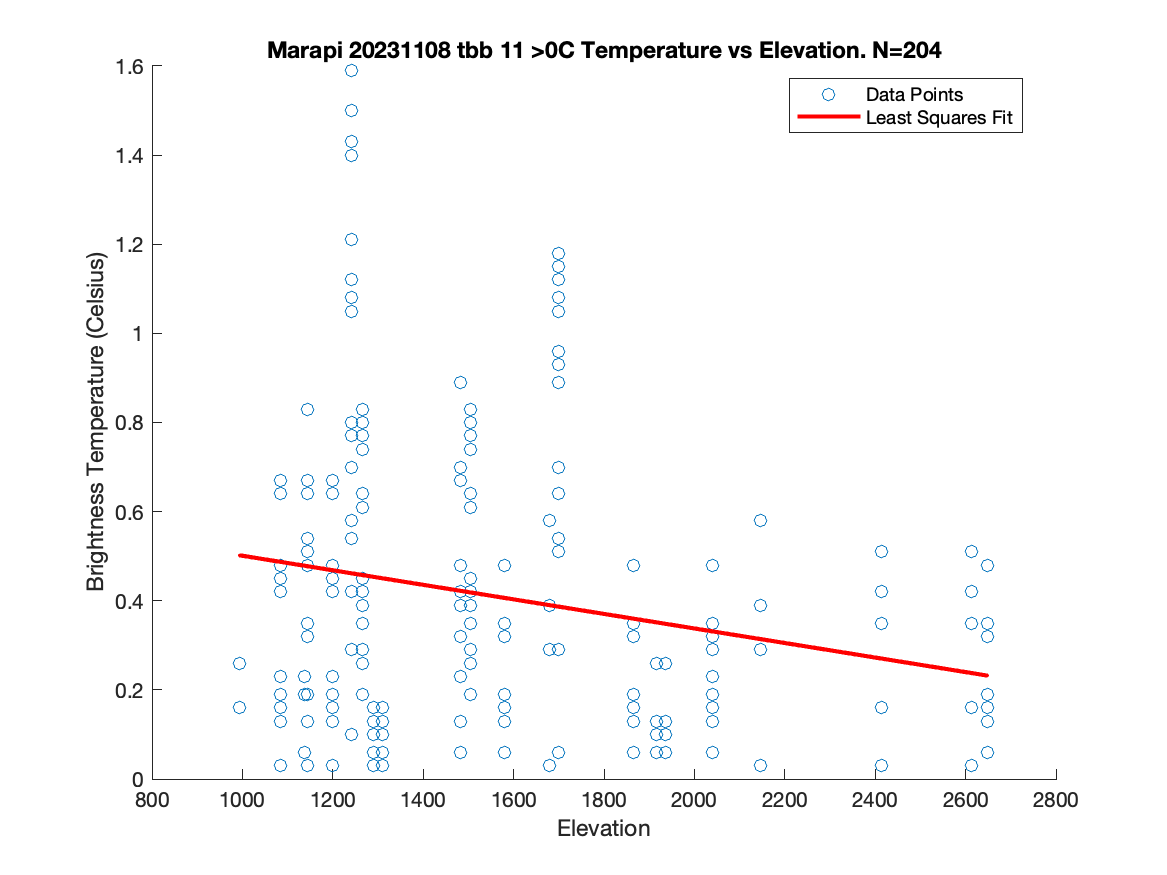 Marapi 20231108 tbb 11 >0C Temperature vs Elevation. N=204
Data Points
Least Squares Fit
Brightness Temperature (Celsius)
1.6
1.4
1.2
1
0.8
0.6
0.4
0.2
0
800 1000 1200 1400 1600 1800 2000 2200 2400 2600 2800
Elevation